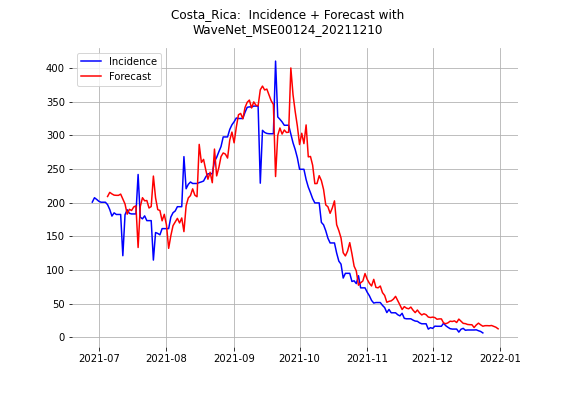 Costa_Rica:  Incidence + Forecast with
WaveNet_MSE00124_20211210
Incidence
Forecast
400
350
300
250
200
150
100
50
0
2021-07 2021-08 2021-09 2021-10 2021-11 2021-12 2022-01